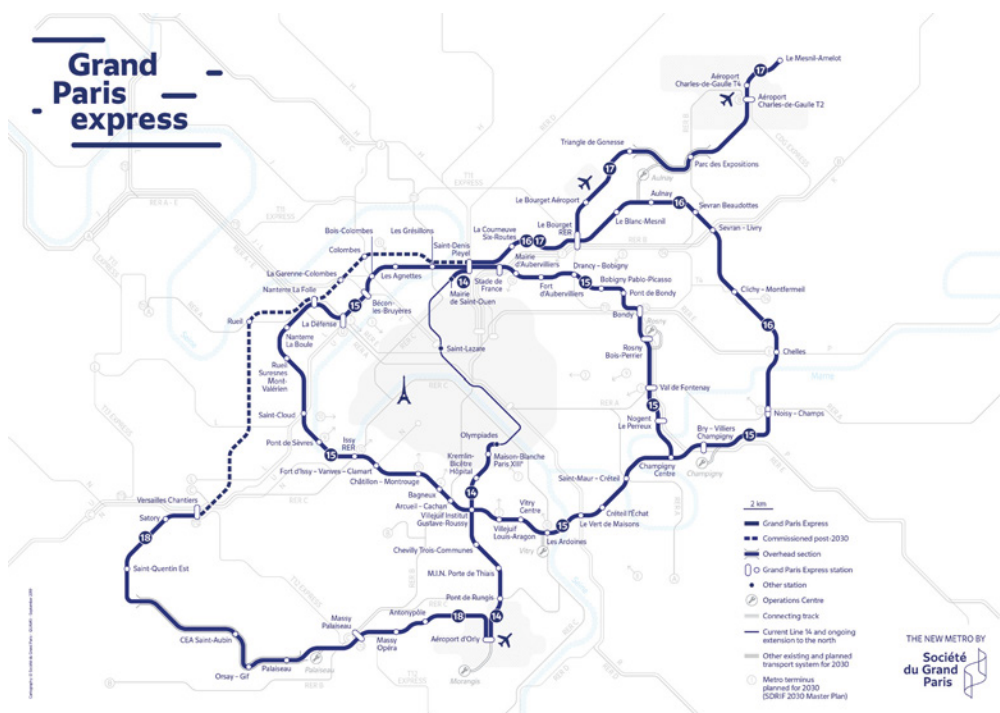 Grand
Paris
express
Le Mesnil-Amelot
17
Aéroport
Charles-de-Gaulle T4
Aéroport
Charles-de-Gaulle T2
Triangle de Gonesse
Parc des Expositions
17
Aulnay
Le Bourget Aéroport
Aulnay
16
Sevran Beaudottes
Le Blanc-Mesnil
Sevran - Livry
Le Bourget
RER
La Courneuve
Six-Routes
16 17
Bois-Colombes
Les Grésillons
Colombes
Saint-Denis
Pleyel
Mairie
d'Aubervilliers
Drancy - Bobigny
La Garenne-Colombes
Les Agnettes
14
Stade de
France
15
Bobigny Pablo-Picasso
Nanterre La Folie
Mairie
de Saint-Ouen
Fort
d'Aubervilliers
Pont de Bondy
Clichy - Montfermeil
15
Bécon-
les-Bruyères
Bondy
Rueil
La Défense
Rosny
16
Nanterre
La Boule
Saint-Lazare
Rosny
Bois-Perrier
Chelles
Rueil
Suresnes
Mont-
Valérien
Val de Fontenay
Saint-Cloud
15
Nogent
Le Perreux
Noisy - Champs
Bry - Villiers
Champigny
15
Pont de Sèvres
Issy
RER
Olympiades
15
Kremlin-
Bicêtre
Hôpital
Maison-Blanche
Paris XIIIe
Champigny
Centre
Champigny
Fort d'Issy - Vanves - Clamart
Châtillon - Montrouge
Saint-Maur - Créteil
Bagneux
14
Arcueil - Cachan
Villejuif Institut
Gustave-Roussy
Vitry
Centre
Créteil l'Échat
Versailles Chantiers
Satory
Villejuif
Louis-Aragon
15
Le Vert de Maisons
Les Ardoines
18
Chevilly Trois-Communes
Vitry
Saint-Quentin Est
M.I.N. Porte de Thiais
Pont de Rungis
Antonypôle
18
14
Massy
Palaiseau
CEA Saint-Aubin
Massy
Opéra
Aéroport d'Orly
Palaiseau
Palaiseau
Orsay - Gif
Morangis
2 km
Grand Paris Express
Commissioned post-2030
Overhead section
Grand Paris Express station
Other station
Operations Centre
Connecting track
Current Line 14 and ongoing
extension to the north
Other existing and planned
transport system for 2030
Metro terminus
planned for 2030
(SDRIF 2030 Master Plan)
THE NEW METRO BY
Société
du Grand
Paris